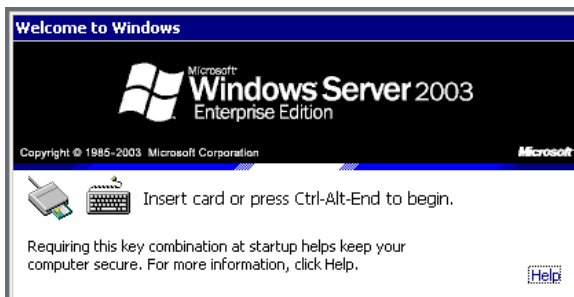 Welcome to Windows
Microsoft
Windows Server 2003
Enterprise Edition
Copyright © 1985-2003 Microsoft Corporation Microsoft
Insert card or press Ctrl-Alt-End to begin.
Requiring this key combination at startup helps keep your
computer secure. For more information, click Help.
Help